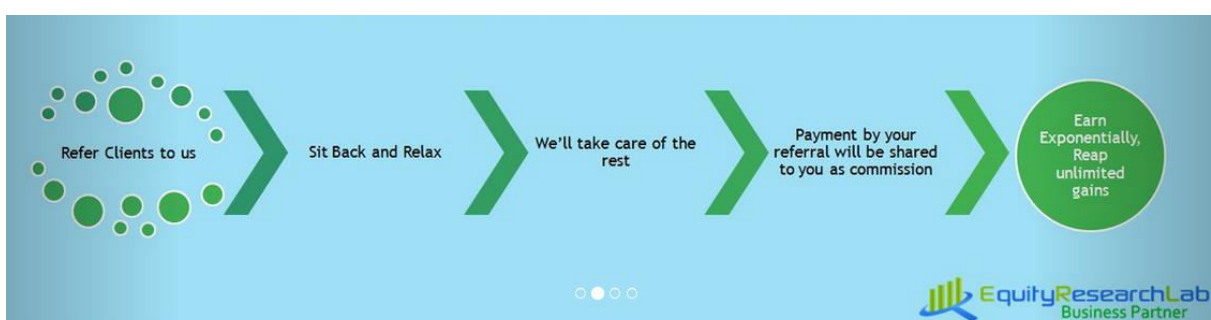 Refer Clients to us
Sit Back and Relax
We'll take care of the
rest
Payment by your
referral will be shared
to you as commission
Earn
Exponentially,
Reap
unlimited
gains
EquityResearchLab
Business Partner